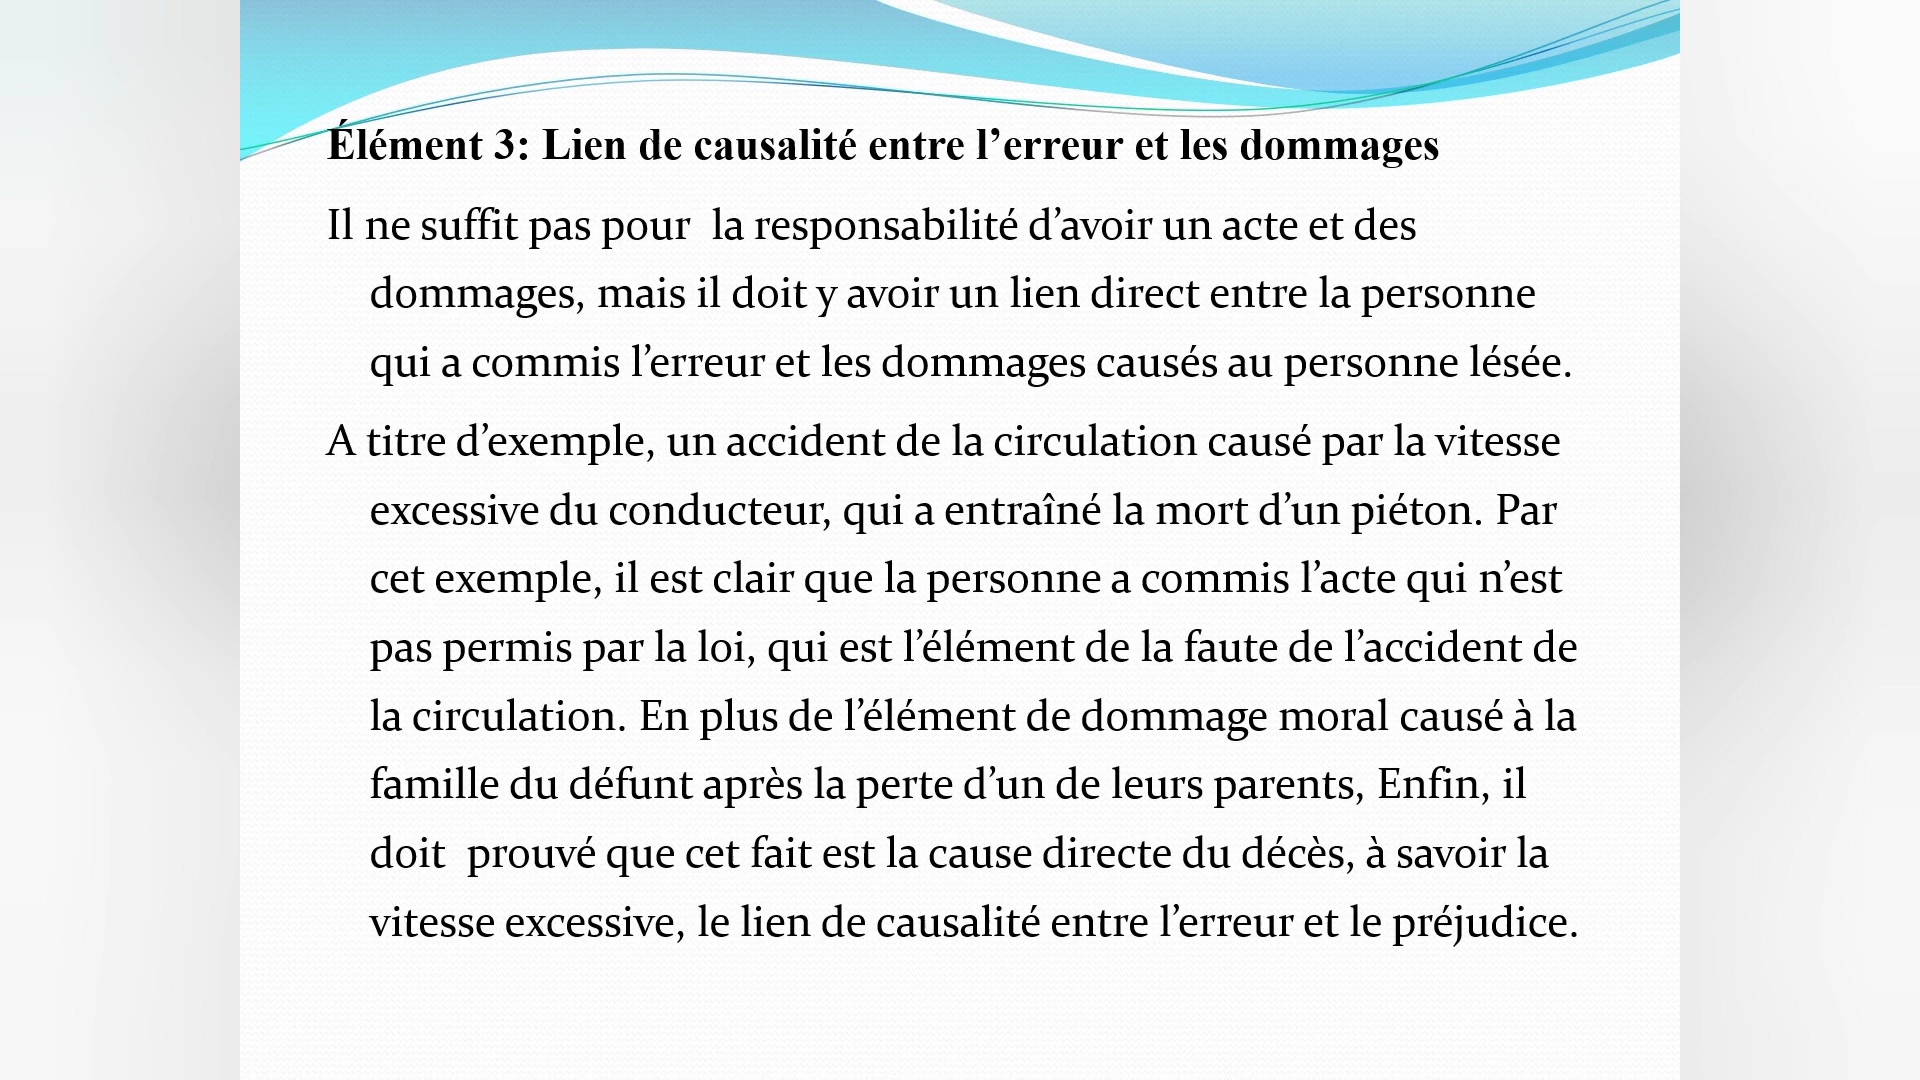 Élément 3: Lien de causalité entre l’erreur et les dommages
Il ne suffit pas pour  la responsabilité d’avoir un acte et des
dommages, mais il doit y avoir un lien direct entre la personne
qui a commis l’erreur et les dommages causés au personne lésée.
A titre d’exemple, un accident de la circulation causé par la vitesse
excessive du conducteur, qui a entraîné la mort d’un piéton. Par
cet exemple, il est clair que la personne a commis l’acte qui n’est
pas permis par la loi, qui est l’élément de la faute de l’accident de
la circulation. En plus de l’élément de dommage moral causé à la
famille du défunt après la perte d’un de leurs parents, Enfin, il
doit  prouvé que cet fait est la cause directe du décès, à savoir la
vitesse excessive, le lien de causalité entre l’erreur et le préjudice.